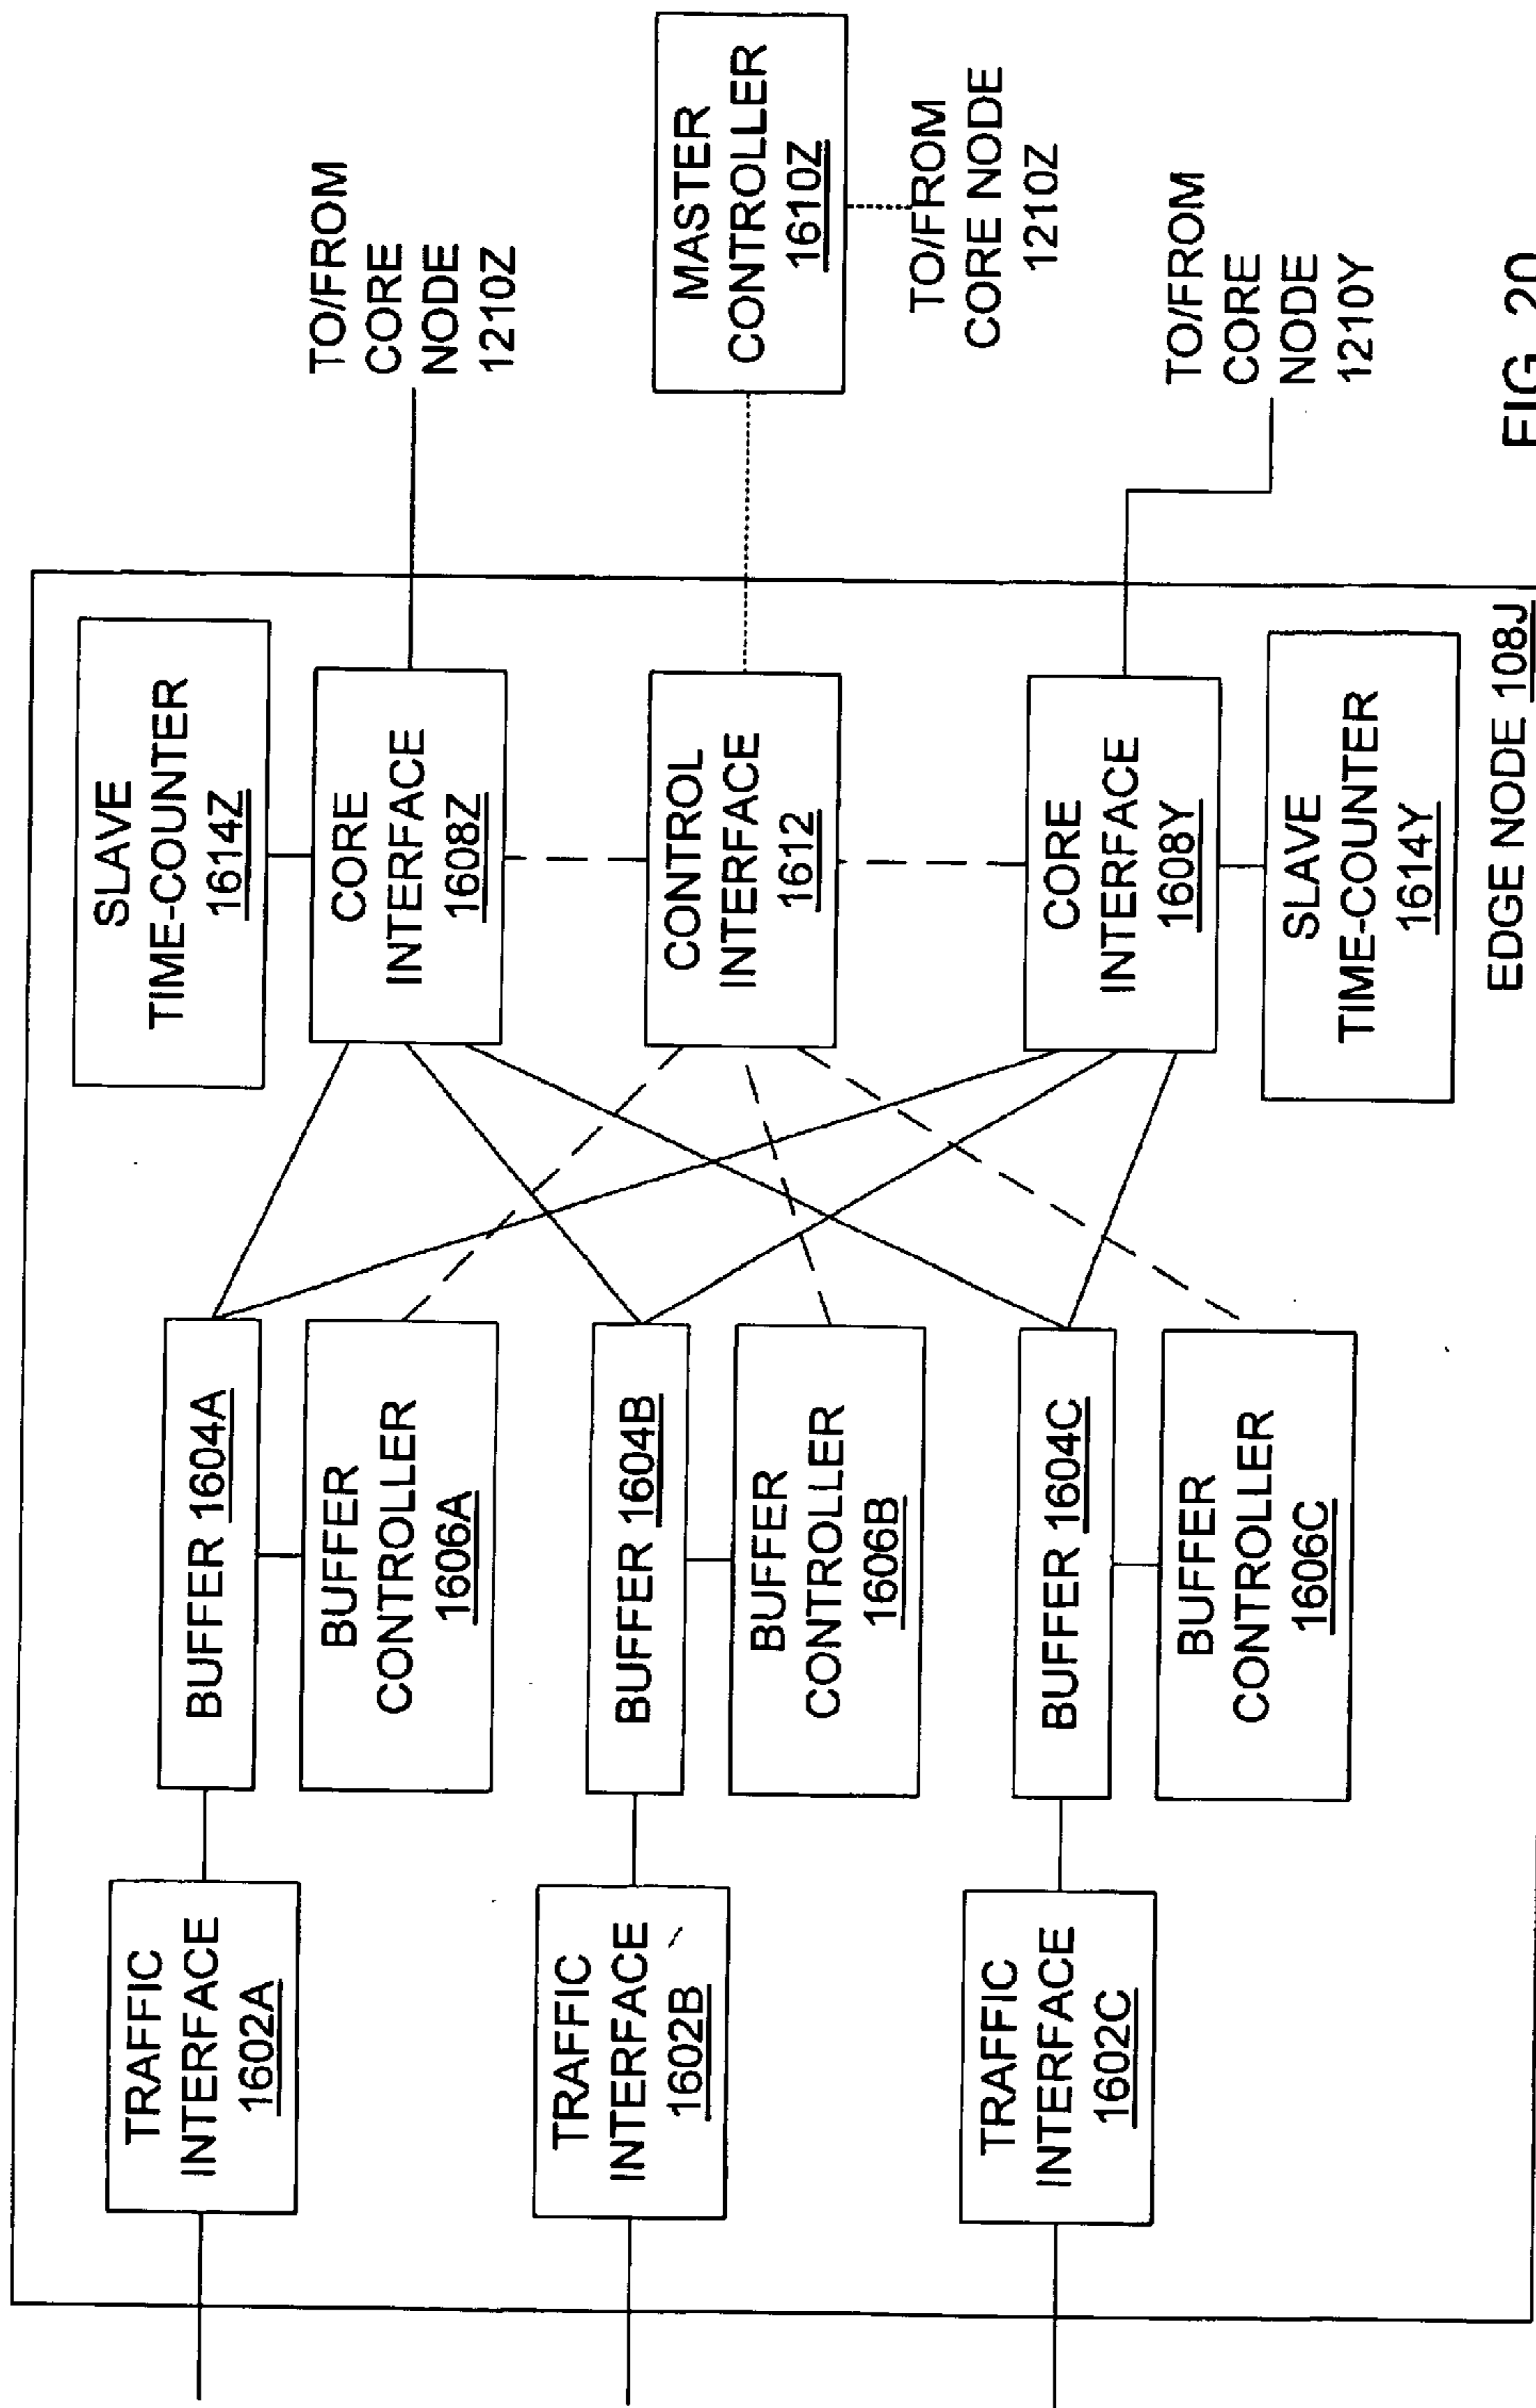 TRAFFIC
INTERFACE
1602A
TRAFFIC
INTERFACE
1602B
TRAFFIC
INTERFACE
1602C
BUFFER 1604A
BUFFER
CONTROLLER
1606A
BUFFER 1604B
BUFFER
CONTROLLER
1606B
BUFFER 1604C
BUFFER
CONTROLLER
1606C
SLAVE
TIME-COUNTER
1614Z
CORE
INTERFACE
1608Z
CONTROL
INTERFACE
1612
CORE
INTERFACE
1608Y
SLAVE
TIME-COUNTER
1614Y
EDGE NODE 108J
TO/FROM
CORE
NODE
1210Z
MASTER
CONTROLLER
1610Z
TO/FROM
CORE NODE
1210Z
TO/FROM
CORE
NODE
1210Y
FIG. 20